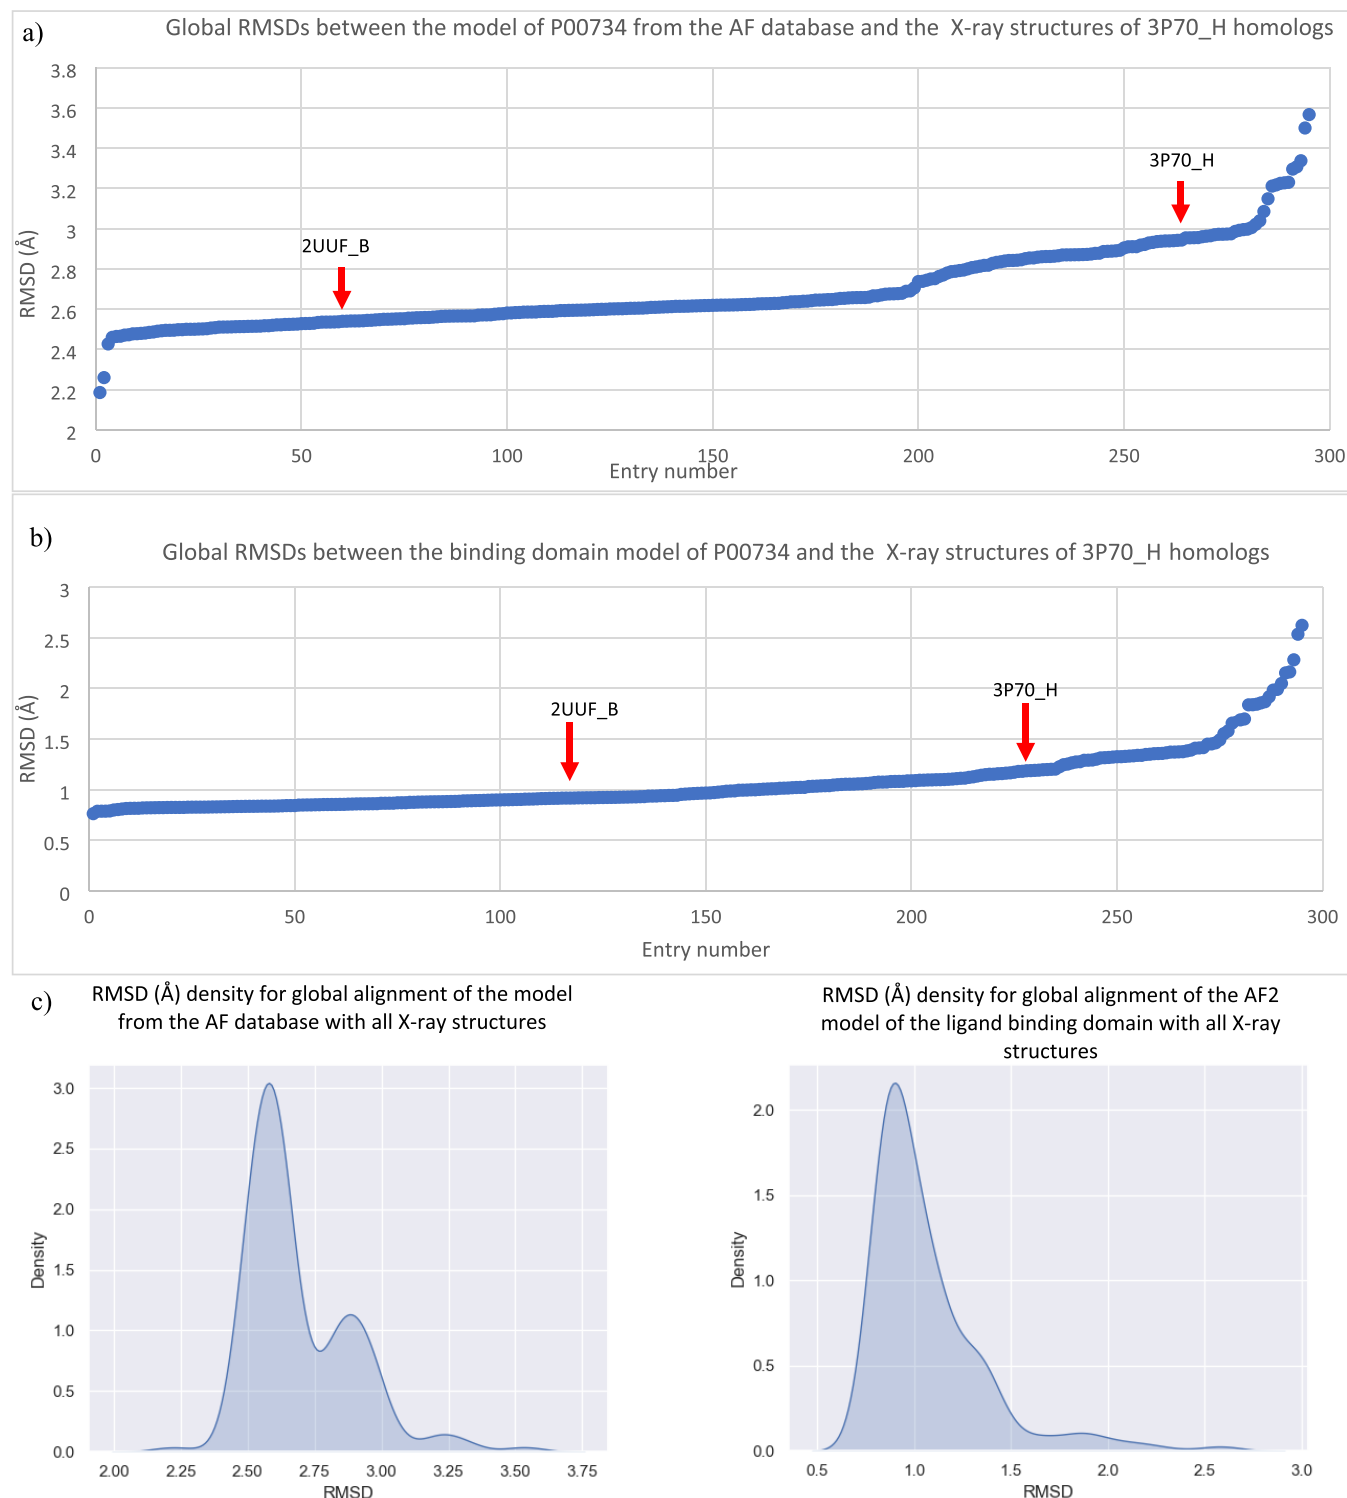 a)
Global RMSDs between the model of P00734 from the AF database and the X-ray structures of 3P70_H homologs
3.8
3.6
3.4
3.2
3
2.8
2.6
2.4
2.2
2
RMSD (Å)
2UUF_B
3P70_H
0
50
100
150
200
250
300
Entry number
b)
Global RMSDs between the binding domain model of P00734 and the X-ray structures of 3P70_H homologs
3
2.5
2
1.5
1
0.5
0
RMSD (Å)
2UUF_B
3P70_H
0
50
100
150
200
250
300
Entry number
c)
RMSD (Å) density for global alignment of the model
from the AF database with all X-ray structures
3.0
2.5
2.0
1.5
1.0
0.5
0.0
Density
2.00
2.25
2.50
2.75
3.00
3.25
3.50
3.75
RMSD
RMSD (Å) density for global alignment of the AF2
model of the ligand binding domain with all X-ray
structures
2.0
1.5
1.0
0.5
0.0
Density
0.5
1.0
1.5
2.0
2.5
3.0
RMSD